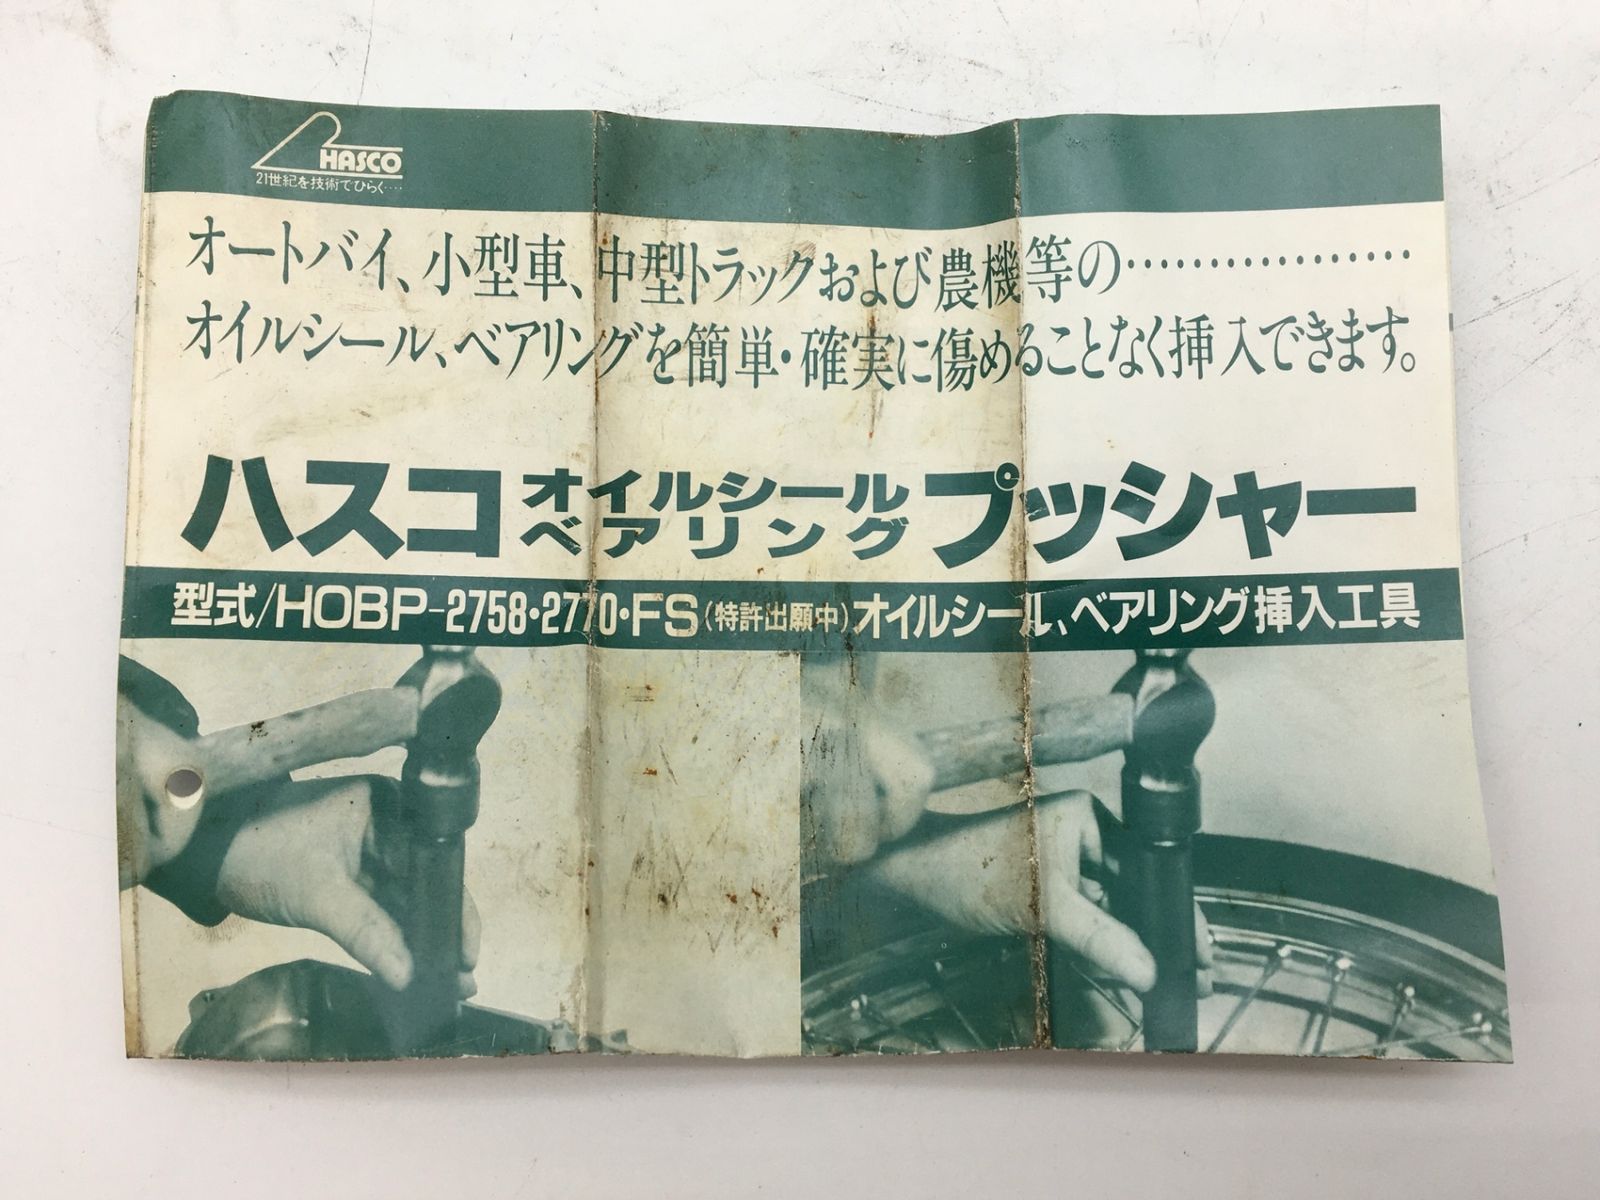 HASCO
21世紀を技術でひらく‥‥
オートバイ、小型車、中型トラックおよび農機等の………………
オイルシール、ベアリングを簡単・確実に傷めることなく挿入できます。
ハスコ オイルシール ベアリング プッシャー
型式/HOBP-2758・2770・FS(特許出願中)オイルシール、ベアリング挿入工具